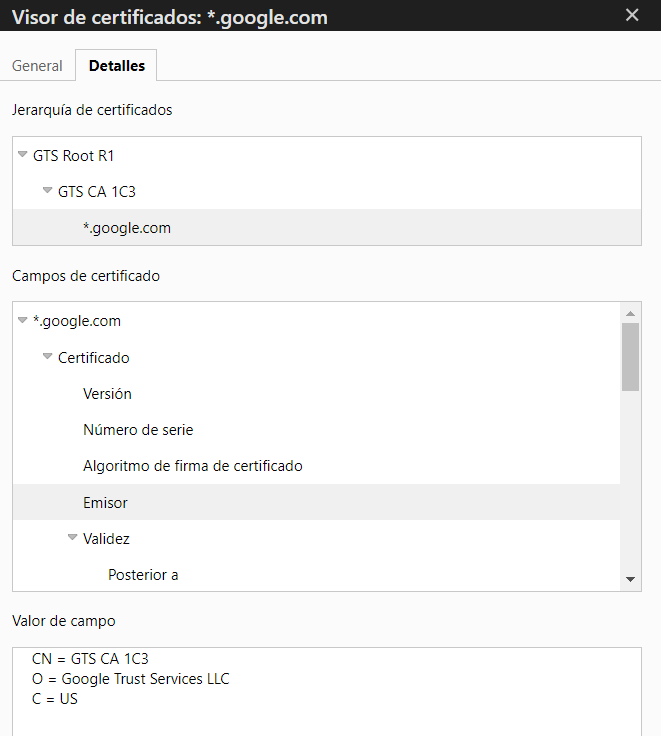 Visor de certificados: *.google.com
General
Detalles
Jerarquía de certificados
GTS Root R1
GTS CA 1C3
*.google.com
Campos de certificado
*.google.com
Certificado
Versión
Número de serie
Algoritmo de firma de certificado
Emisor
Validez
Posterior a
Valor de campo
CN = GTS CA 1C3
O = Google Trust Services LLC
C = US